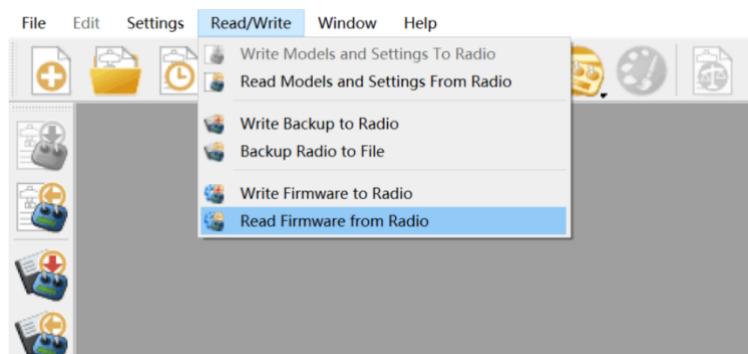 File Edit Settings Read/Write Window Help
Write Models and Settings To Radio
Read Models and Settings From Radio
Write Backup to Radio
Backup Radio to File
Write Firmware to Radio
Read Firmware from Radio